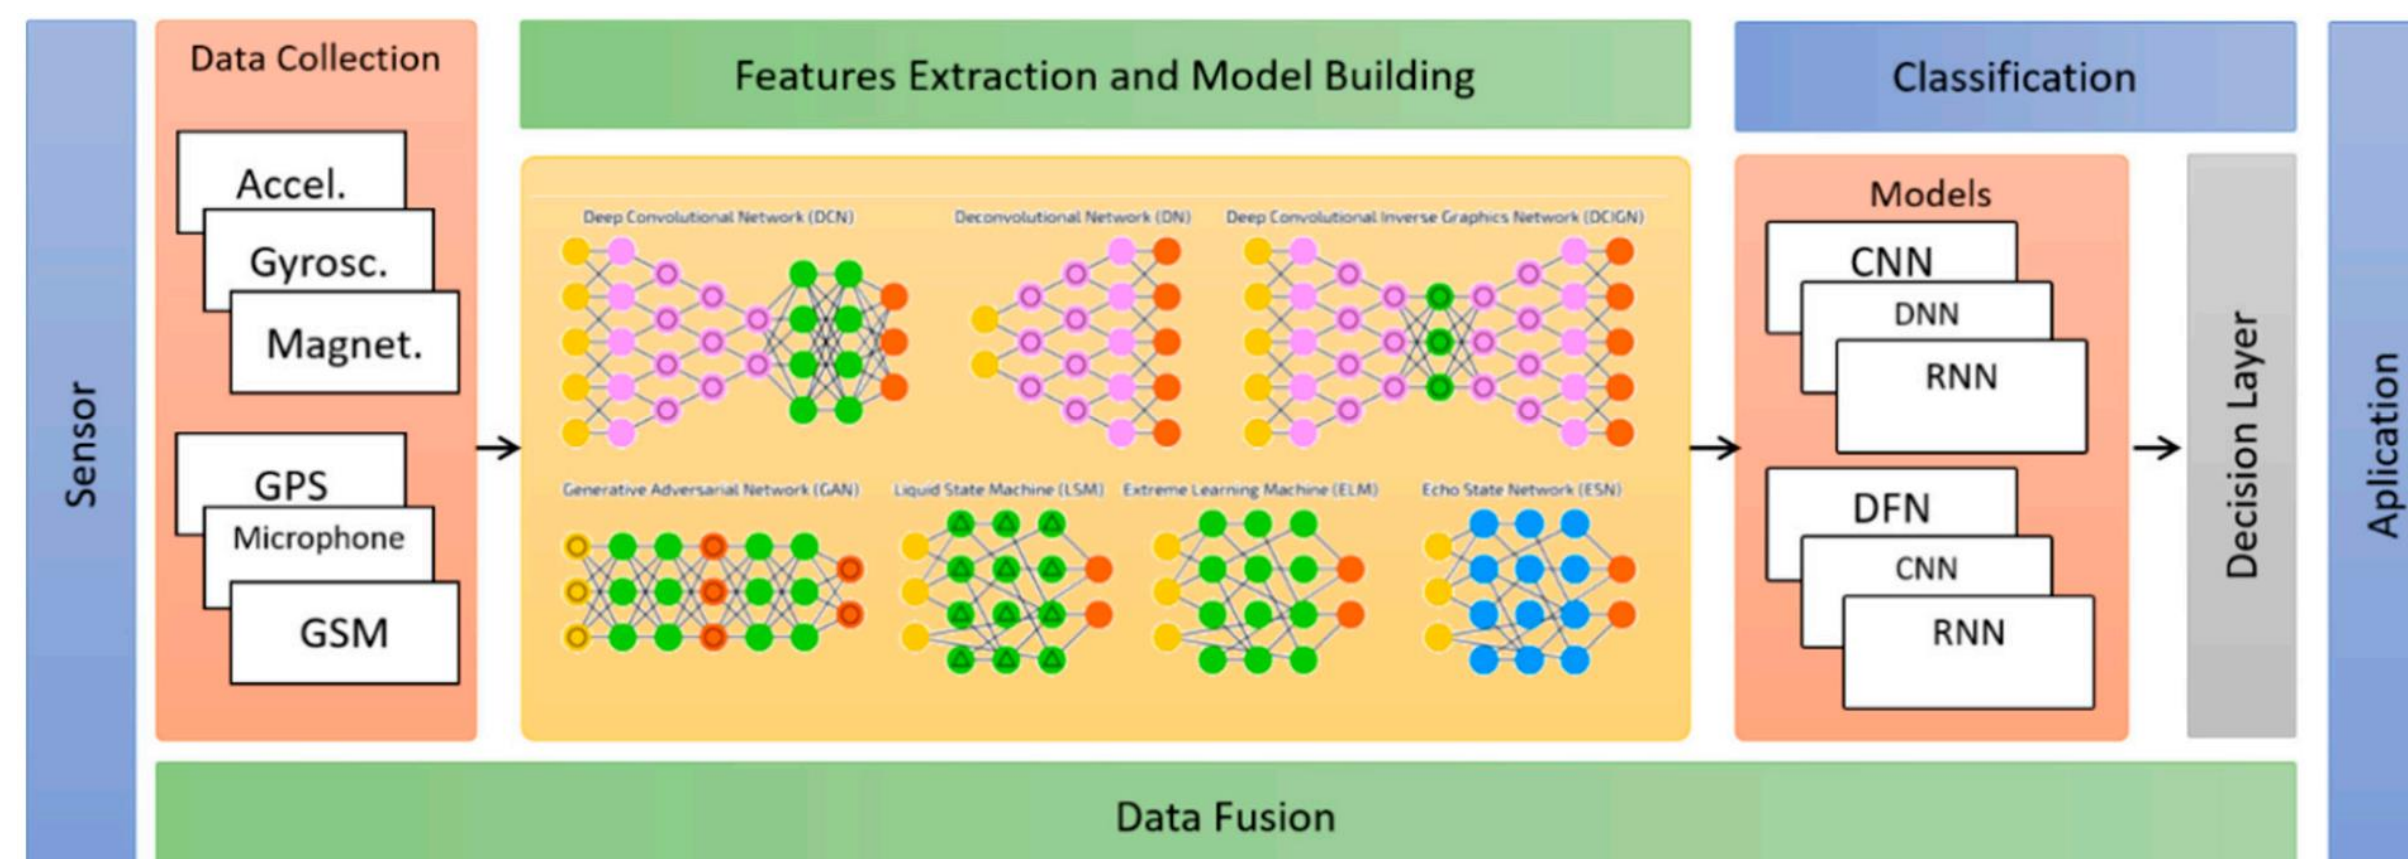 Sensor
Data Collection
Accel.
Gyrosc.
Magnet.
GPS
Microphone
GSM
Features Extraction and Model Building
Deep Convolutional Network (DCN)
Deconvolutional Network (DN)
Deep Convolutional Inverse Graphics Network (DCIGN)
Generative Adversarial Network (GAN)
Liquid State Machine (LSM)
Extreme Learning Machine (ELM)
Echo State Network (ESN)
Classification
Models
CNN
DNN
RNN
DFN
CNN
RNN
Decision Layer
Aplication
Data Fusion